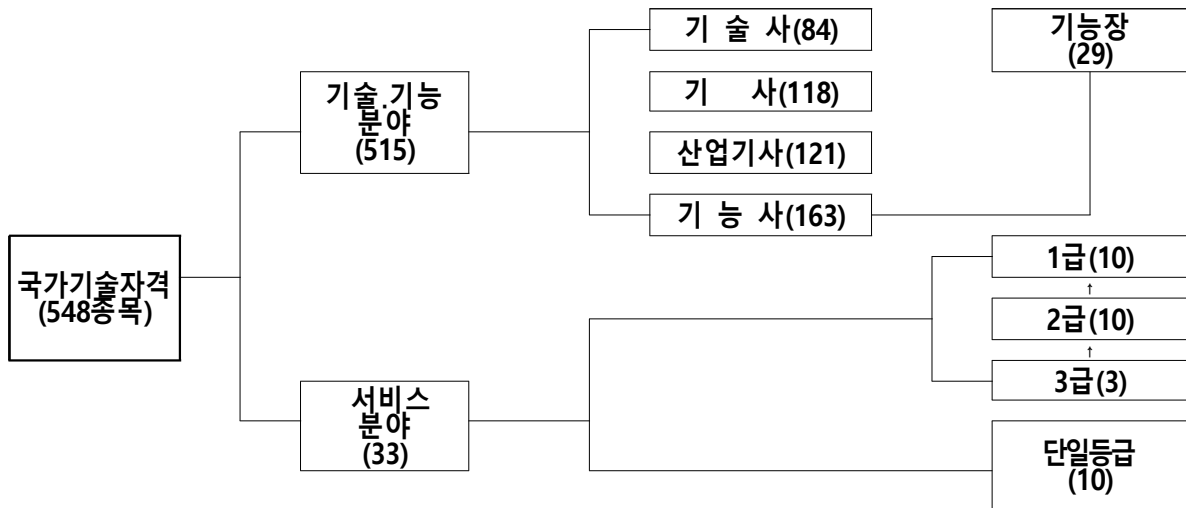 국가기술자격
(548종목)
기술.기능
분야
(515)
기 술 사(84)
기 사(118)
산업기사(121)
기 능 사(163)
기능장
(29)
서비스
분야
(33)
1급(10)
↑
2급(10)
↑
3급(3)
단일등급
(10)